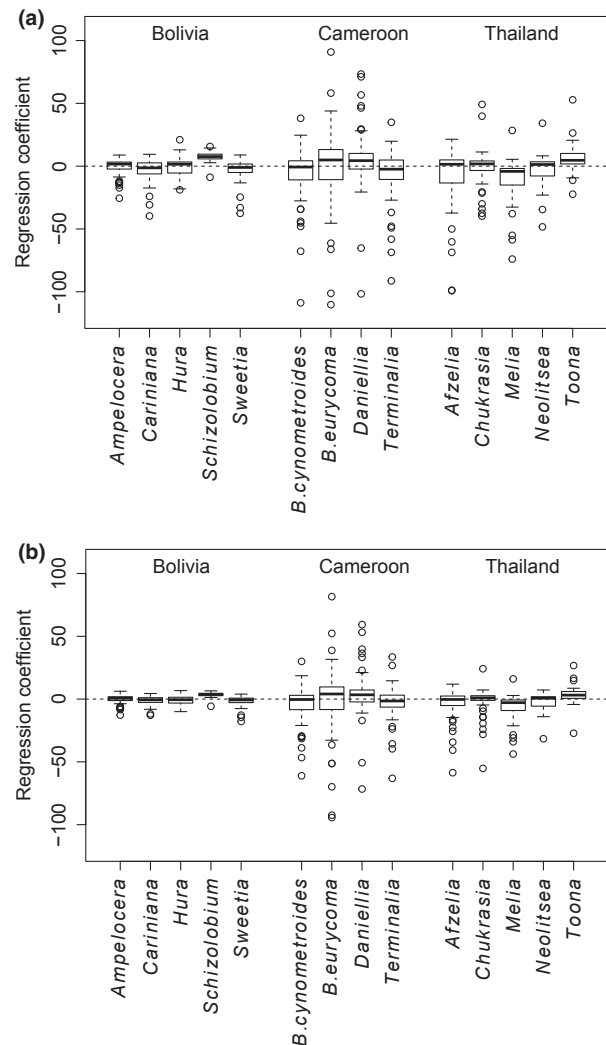 (a)
Bolivia Cameroon Thailand
Regression coefficient
100
50
0
−50
−100
Ampelocera
Cariniana
Hura
Schizolobium
Sweetia
B.cynometroides
B.eurycoma
Daniellia
Terminalia
Afzelia
Chukrasia
Melia
Neolitsea
Toona
(b)
Bolivia Cameroon Thailand
Regression coefficient
100
50
0
−50
−100
Ampelocera
Cariniana
Hura
Schizolobium
Sweetia
B.cynometroides
B.eurycoma
Daniellia
Terminalia
Afzelia
Chukrasia
Melia
Neolitsea
Toona